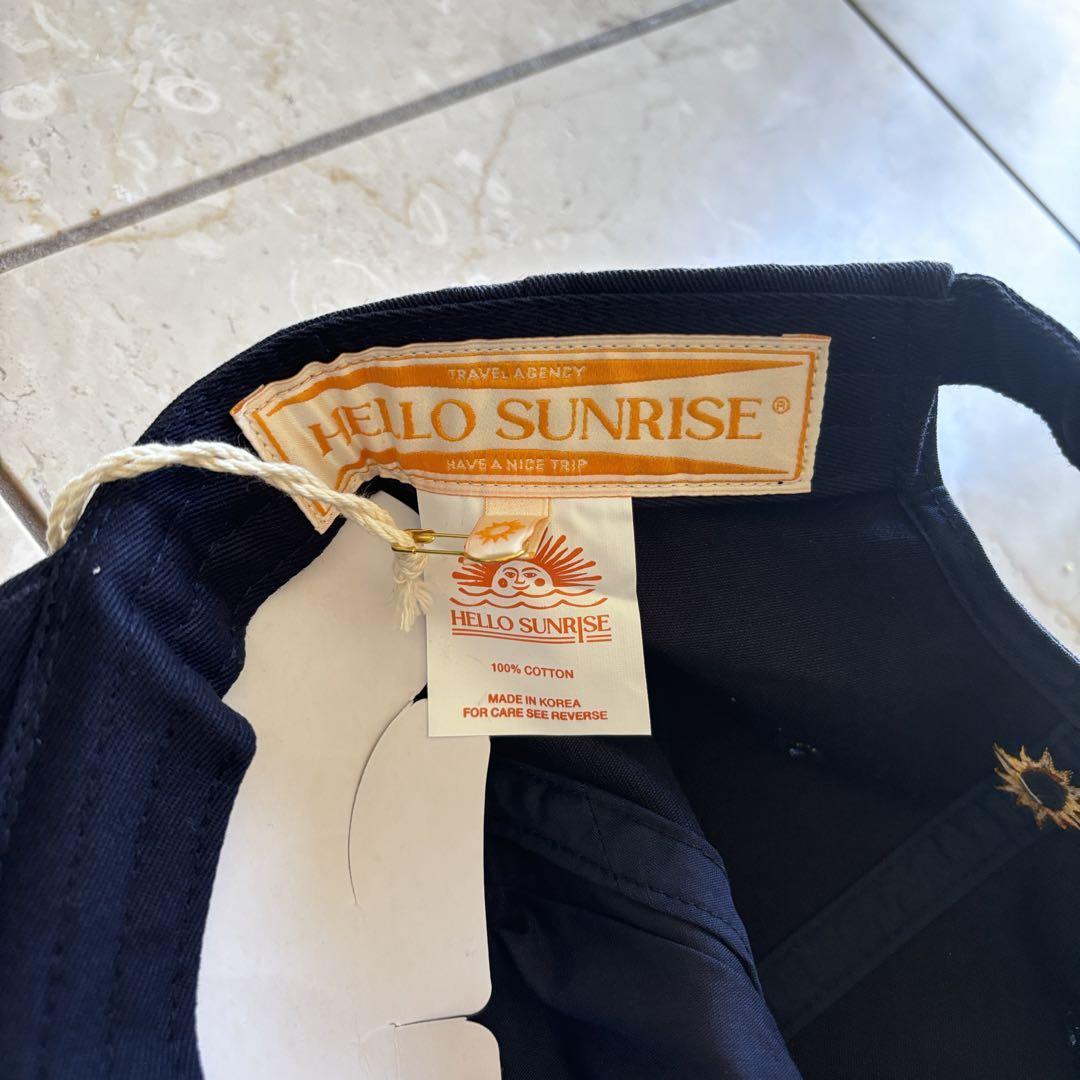 TRAVEL AGENCY
HELLO SUNRISE®
HAVE A NICE TRIP
HELLO SUNRISE
100% COTTON
MADE IN KOREA
FOR CARE SEE REVERSE